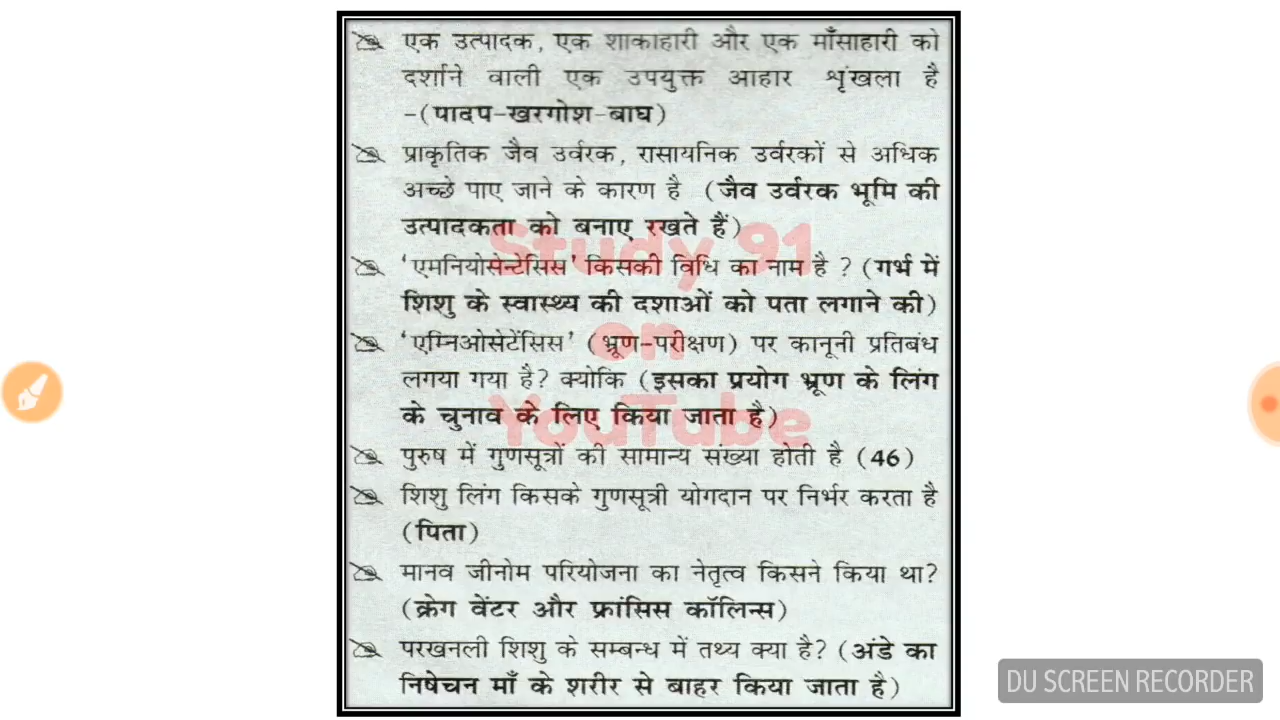 एक उत्पादक, एक शाकाहारी और एक माँसाहारी को
दर्शाने वाली एक उपयुक्त आहार शृंखला है
-(पादप-खरगोश-बाघ)
प्राकृतिक जैव उर्वरक, रासायनिक उर्वरकों से अधिक
अच्छे पाए जाने के कारण है (जैव उर्वरक भूमि की
उत्पादकता को बनाए रखते हैं)
'एमनियोसेन्टेसिस' किसकी विधि का नाम है ? (गर्भ में
शिशु के स्वास्थ्य की दशाओं को पता लगाने की)
'एम्निओसेटेंसिस' (भ्रूण-परीक्षण) पर कानूनी प्रतिबंध
लगया गया है? क्योकि (इसका प्रयोग भ्रूण के लिंग
के चुनाव के लिए किया जाता है)
पुरुष में गुणसूत्रों की सामान्य संख्या होती है (46)
शिशु लिंग किसके गुणसूत्री योगदान पर निर्भर करता है
(पिता)
मानव जीनोम परियोजना का नेतृत्व किसने किया था?
(क्रेग वेंटर और फ्रांसिस कॉलिन्स)
परखनली शिशु के सम्बन्ध में तथ्य क्या है? (अंडे का
निषेचन माँ के शरीर से बाहर किया जाता है)
Study 91
on
YouTube
DU SCREEN RECORDER